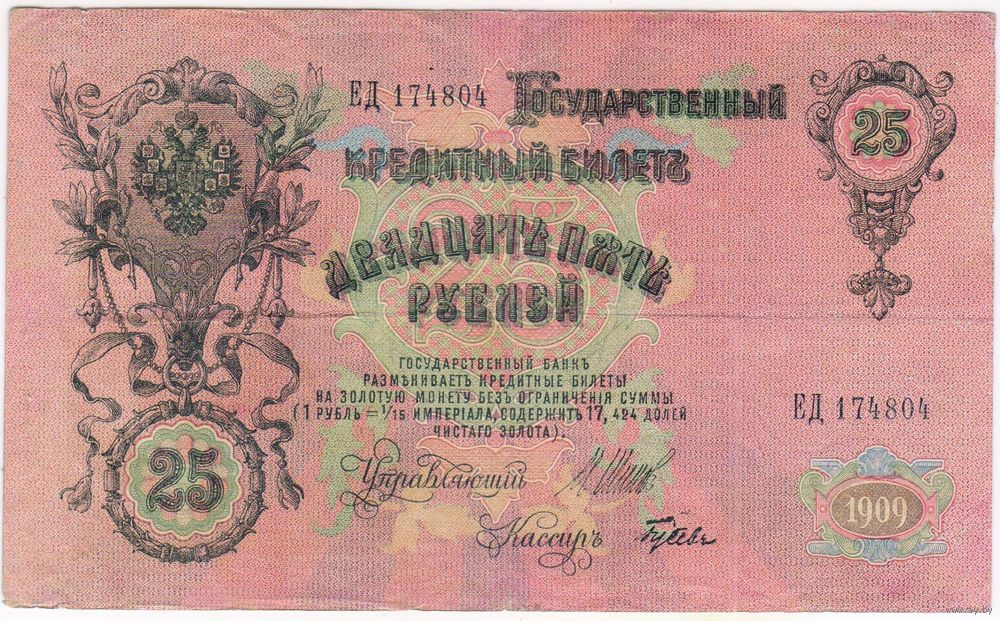 ЕД 174804 ГОСУДАРСТВЕННЫЙ
25
КРЕДИТНЫЙ БИЛЕТЪ
ДВАДЦАТЬ ПЯТЬ
РУБЛЕЙ
ГОСУДАРСТВЕННЫЙ БАНКЪ
РАЗМѢНИВАЕТЪ КРЕДИТНЫЕ БИЛЕТЫ
НА ЗОЛОТУЮ МОНЕТУ БЕЗЪ ОГРАНИЧЕНІЯ СУММЫ
(1 РУБЛЬ = 1/15 ИМПЕРІАЛА, СОДЕРЖИТЪ 17, 424 ДОЛЕЙ
ЧИСТАГО ЗОЛОТА).
ЕД 174804
25
Управляющій
1909
Кассиръ